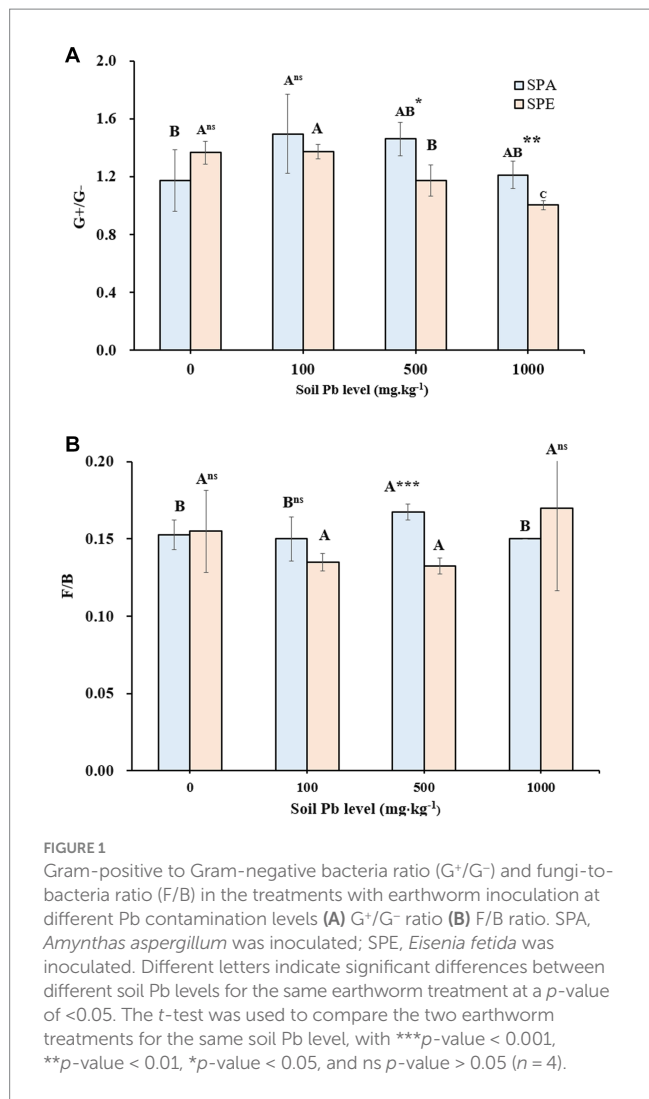 A
2.0
SPA
SPE
1.6
1.2
0.8
0.4
0.0
G+/G-
B
A^ns
A^ns
A
AB*
B
AB**
C
0
100
500
1000
Soil Pb level (mg.kg⁻¹)
B
0.20
0.15
0.10
0.05
0.00
F/B
B
A^ns
B^ns
A
A***
A
B
A^ns
0
100
500
1000
Soil Pb level (mg·kg⁻¹)
FIGURE 1
Gram-positive to Gram-negative bacteria ratio (G⁺/G⁻) and fungi-to-
bacteria ratio (F/B) in the treatments with earthworm inoculation at
different Pb contamination levels (A) G⁺/G⁻ ratio (B) F/B ratio. SPA,
Amynthas aspergillum was inoculated; SPE, Eisenia fetida was
inoculated. Different letters indicate significant differences between
different soil Pb levels for the same earthworm treatment at a p-value
of <0.05. The t-test was used to compare the two earthworm
treatments for the same soil Pb level, with ***p-value < 0.001,
**p-value < 0.01, *p-value < 0.05, and ns p-value > 0.05 (n = 4).